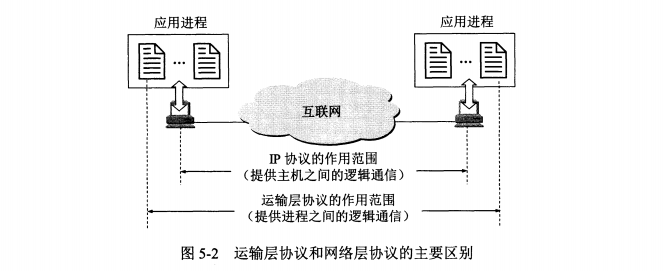 应用进程
应用进程
...
...
互联网
IP 协议的作用范围
（提供主机之间的逻辑通信）
运输层协议的作用范围
（提供进程之间的逻辑通信）
图 5-2 运输层协议和网络层协议的主要区别